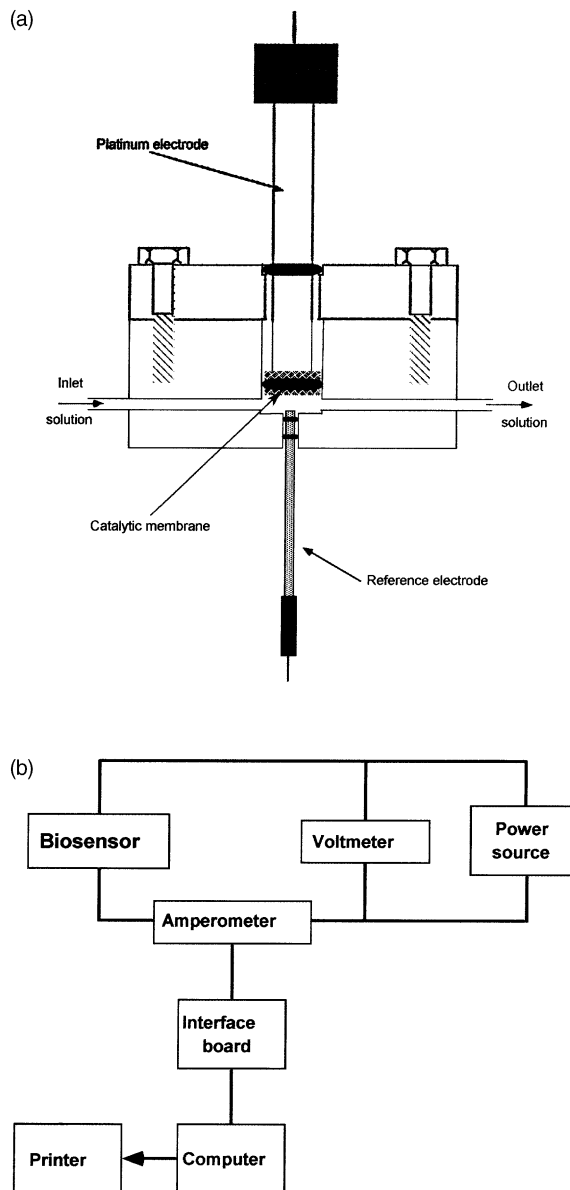 (a)
Platinum electrode
Inlet
solution
Outlet
solution
Catalytic membrane
Reference electrode
(b)
Biosensor
Voltmeter
Power
source
Amperometer
Interface
board
Printer
Computer